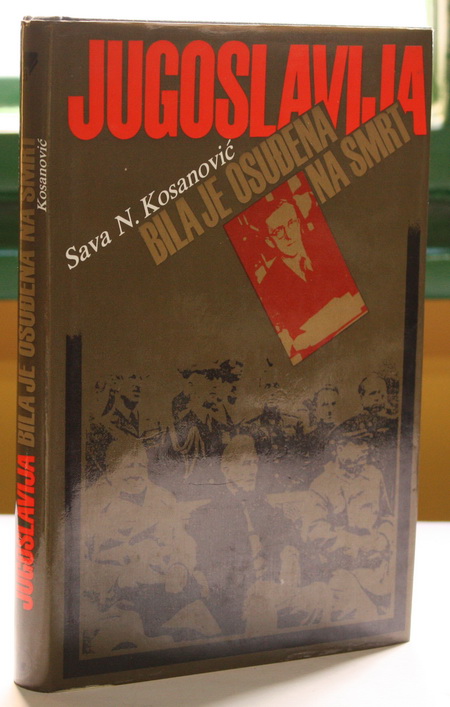 JUGOSLAVIJA
BILA JE OSUĐENA
NA SMRT
Sava N. Kosanović
JUGOSLAVIJA BILA JE OSUĐENA NA SMRT
Kosanović